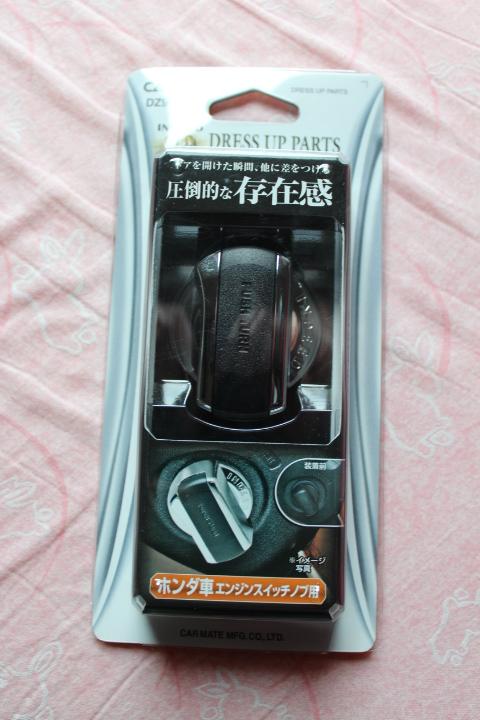 DRESS UP PARTS
DRESS UP PARTS
ドアを開けた瞬間、他に差をつける
圧倒的な存在感
PUSH TURN
装着前
※イメージ
写真
ホンダ車エンジンスイッチノブ用
CAR MATE MFG.CO.,LTD.